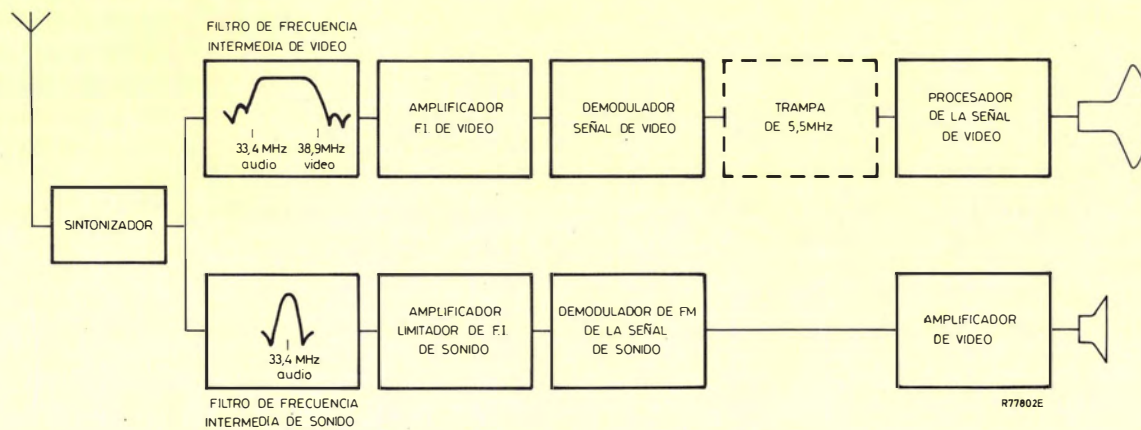 FILTRO DE FRECUENCIA
INTERMEDIA DE VIDEO
33,4 MHz
audio
38,9MHz
video
AMPLIFICADOR
F.I. DE VIDEO
DEMODULADOR
SEÑAL DE VIDEO
TRAMPA
DE 5,5MHz
PROCESADOR
DE LA SEÑAL
DE VIDEO
SINTONIZADOR
33,4 MHz
audio
AMPLIFICADOR
LIMITADOR DE F.I.
DE SONIDO
DEMODULADOR DE FM
DE LA SEÑAL
DE SONIDO
AMPLIFICADOR
DE VIDEO
R77802E
FILTRO DE FRECUENCIA
INTERMEDIA DE SONIDO